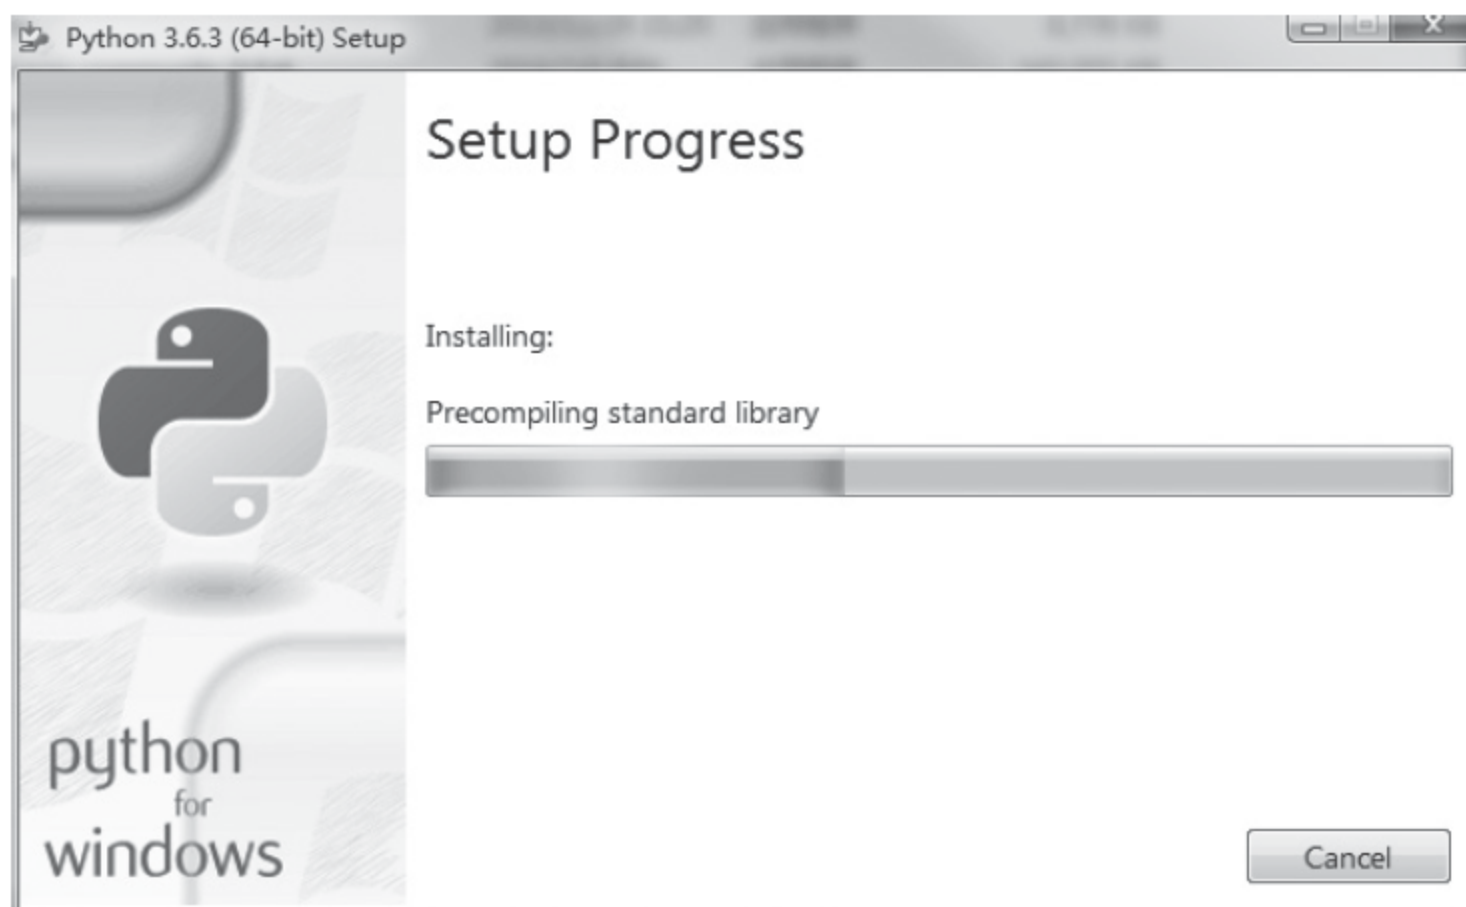 Python 3.6.3 (64-bit) Setup
Setup Progress
Installing:
Precompiling standard library
python
for
windows
Cancel